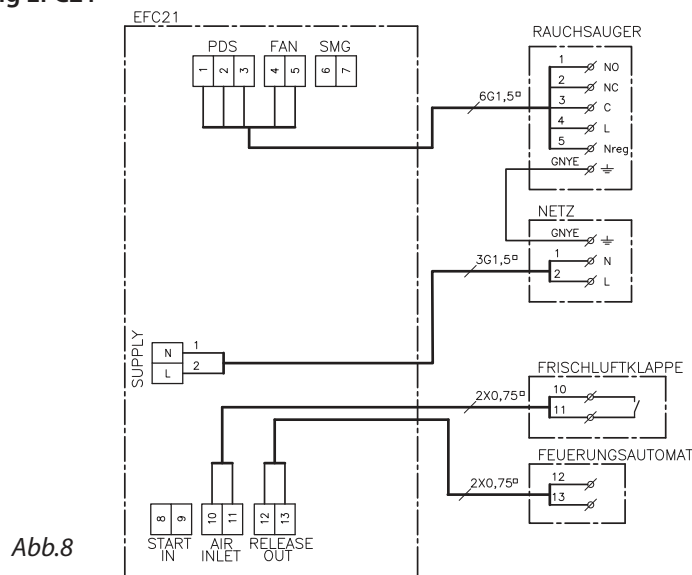 EFC21
PDS FAN SMG
1 2 3 4 5 6 7
RAUCHSAUGER
1 NO
2 NC
3 C
4 L
5 Nreg
GNYE
6G1,5
NETZ
GNYE
1 N
2 L
3G1,5
SUPPLY
N 1
L 2
FRISCHLUFTKLAPPE
10
11
2X0,75
FEUERUNGSAUTOMAT
12
13
2X0,75
8 9 10 11 12 13
START IN
AIR INLET
RELEASE OUT
Abb.8